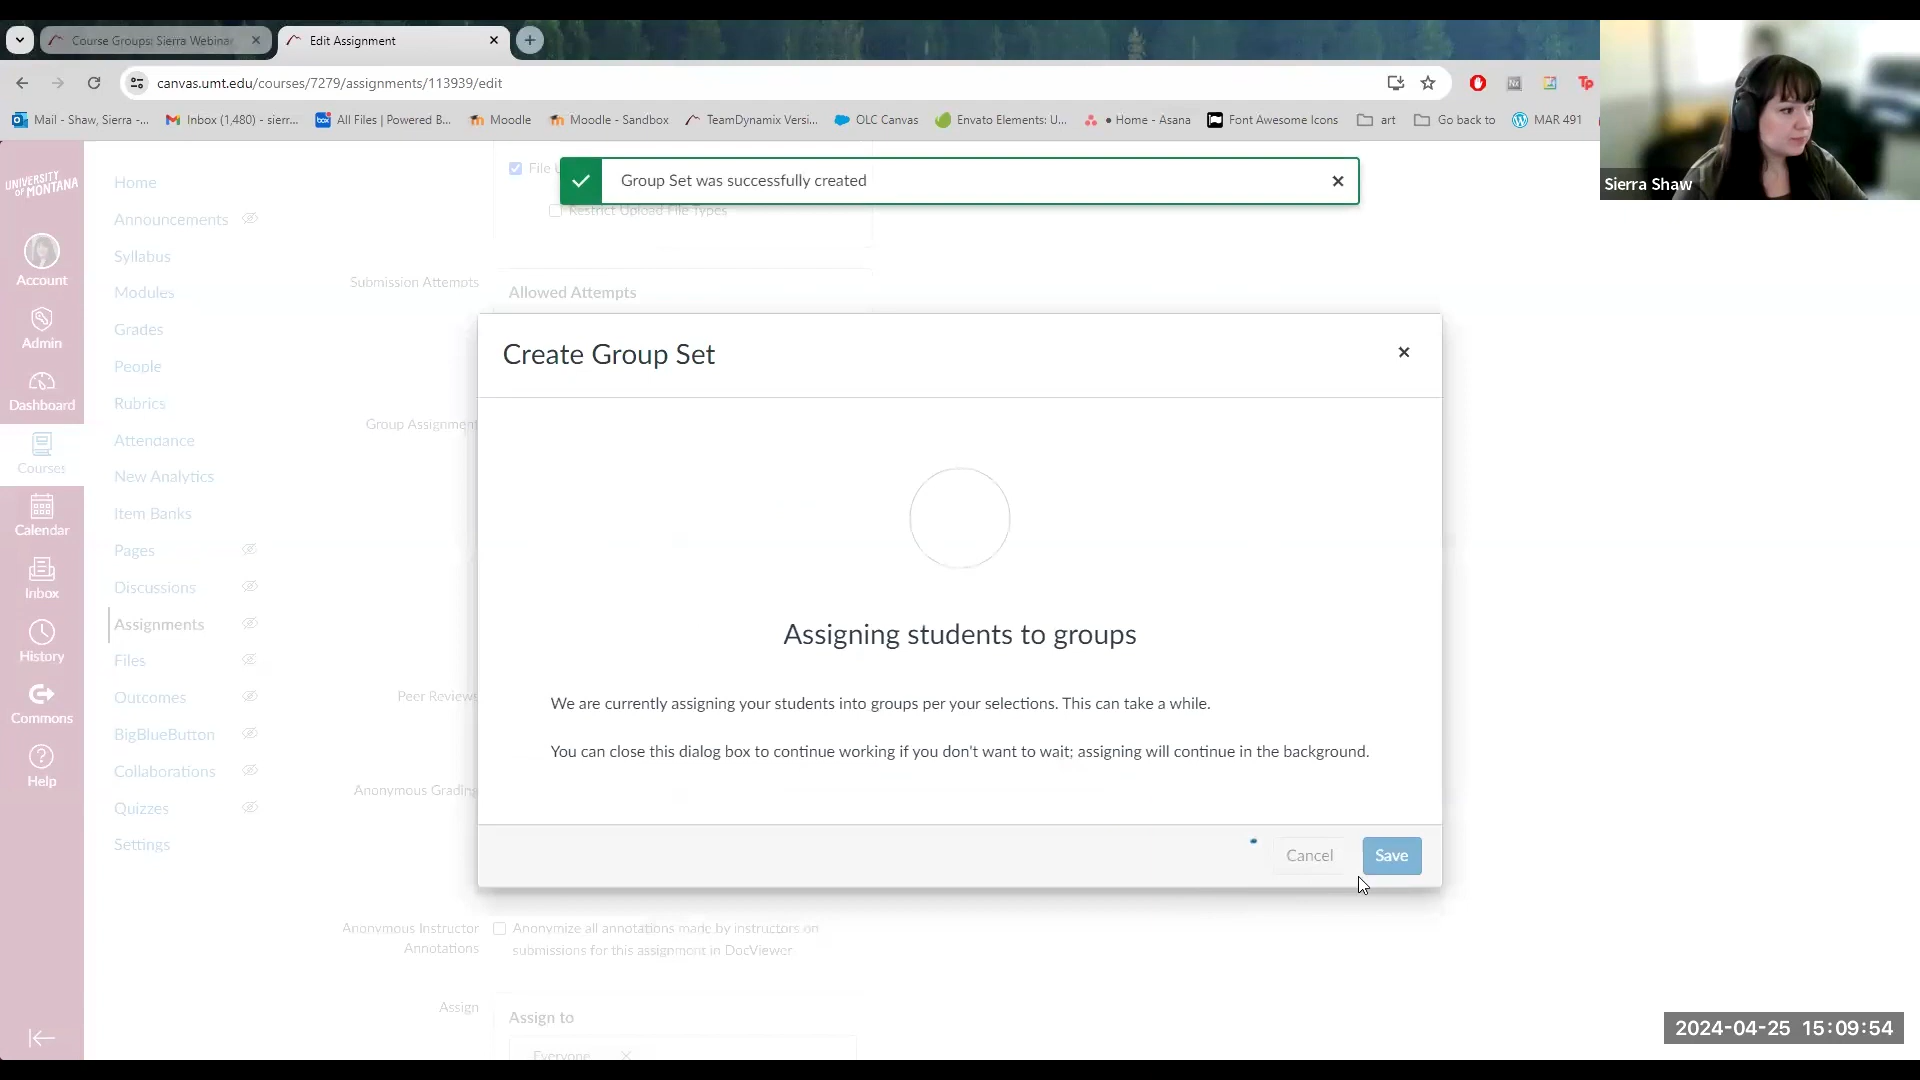 Course Groups: Sierra Webinar
Edit Assignment
canvas.umt.edu/courses/7279/assignments/113939/edit
Mail - Shaw, Sierra -...
Inbox (1,480) - sierr...
box
All Files | Powered B...
Moodle
Moodle - Sandbox
TeamDynamix Versi...
OLC Canvas
Envato Elements: U...
• Home - Asana
Font Awesome Icons
art
Go back to
MAR 491
Tp
Sierra Shaw
UNIVERSITY OF MONTANA
Account
Admin
Dashboard
Courses
Calendar
Inbox
History
Commons
Help
Home
Announcements
Syllabus
Modules
Grades
People
Rubrics
Attendance
New Analytics
Item Banks
Pages
Discussions
Assignments
Files
Outcomes
BigBlueButton
Collaborations
Quizzes
Settings
File U
Group Set was successfully created
Restrict Upload File Types
Submission Attempts
Allowed Attempts
Group Assignment
Peer Reviews
Anonymous Grading
Create Group Set
Assigning students to groups
We are currently assigning your students into groups per your selections. This can take a while.
You can close this dialog box to continue working if you don't want to wait; assigning will continue in the background.
Cancel
Save
Anonymous Instructor
Annotations
Anonymize all annotations made by instructors on
submissions for this assignment in DocViewer
Assign
Assign to
Everyone
2024-04-25 15:09:54